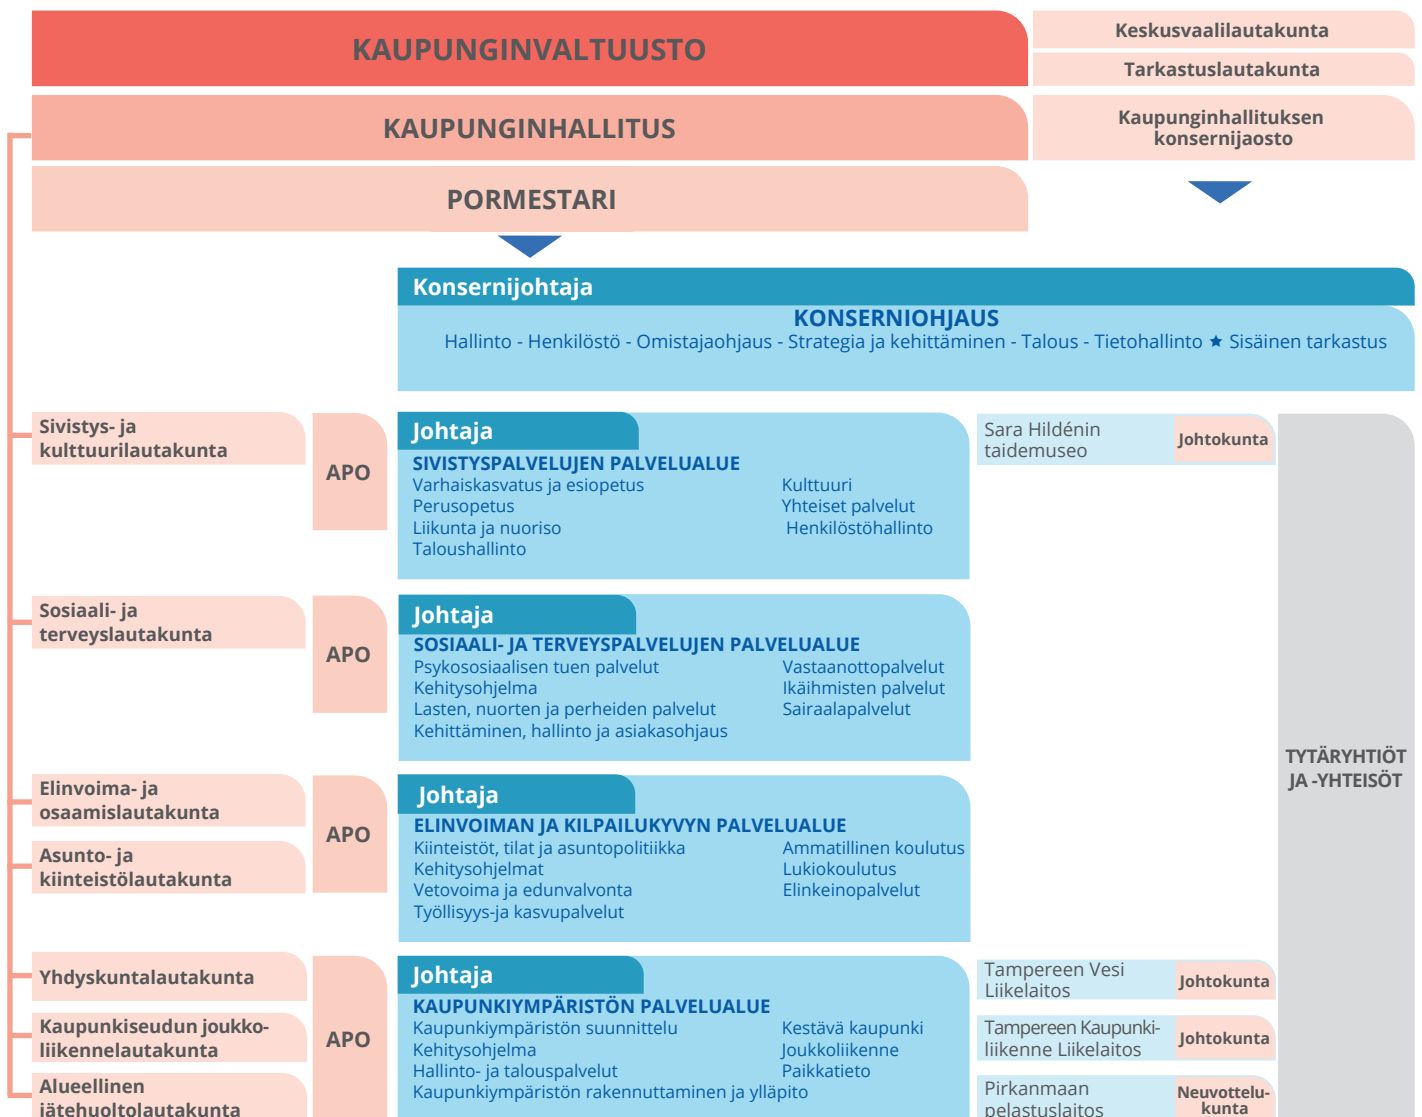 KAUPUNGINVALTUUSTO
Keskusvaalilautakunta
Tarkastuslautakunta
KAUPUNGINHALLITUS
Kaupunginhallituksen
konsernijaosto
PORMESTARI
Konsernijohtaja
KONSERNIOHJAUS
Hallinto - Henkilöstö - Omistajaohjaus - Strategia ja kehittäminen - Talous - Tietohallinto ★ Sisäinen tarkastus
Sivistys- ja
kulttuurilautakunta
APO
Johtaja
SIVISTYSPALVELUJEN PALVELUALUE
Varhaiskasvatus ja esiopetus
Perusopetus
Liikunta ja nuoriso
Taloushallinto
Kulttuuri
Yhteiset palvelut
Henkilöstöhallinto
Sara Hildénin
taidemuseo
Johtokunta
Sosiaali- ja
terveyslautakunta
APO
Johtaja
SOSIAALI- JA TERVEYSPALVELUJEN PALVELUALUE
Psykososiaalisen tuen palvelut
Kehitysohjelma
Lasten, nuorten ja perheiden palvelut
Kehittäminen, hallinto ja asiakasohjaus
Vastaanottopalvelut
Ikäihmisten palvelut
Sairaalapalvelut
TYTÄRYHTIÖT
JA -YHTEISÖT
Elinvoima- ja
osaamislautakunta
Asunto- ja
kiinteistölautakunta
APO
Johtaja
ELINVOIMAN JA KILPAILUKYVYN PALVELUALUE
Kiinteistöt, tilat ja asuntopolitiikka
Kehitysohjelmat
Vetovoima ja edunvalvonta
Työllisyys-ja kasvupalvelut
Ammatillinen koulutus
Lukiokoulutus
Elinkeinopalvelut
Yhdyskuntalautakunta
Kaupunkiseudun joukko-
liikennelautakunta
Alueellinen
jätehuoltolautakunta
APO
Johtaja
KAUPUNKIYMPÄRISTÖN PALVELUALUE
Kaupunkiympäristön suunnittelu
Kehitysohjelma
Hallinto- ja talouspalvelut
Kaupunkiympäristön rakennuttaminen ja ylläpito
Kestävä kaupunki
Joukkoliikenne
Paikkatieto
Tampereen Vesi
Liikelaitos
Johtokunta
Tampereen Kaupunki-
liikenne Liikelaitos
Johtokunta
Pirkanmaan
pelastuslaitos
Neuvottelu-
kunta